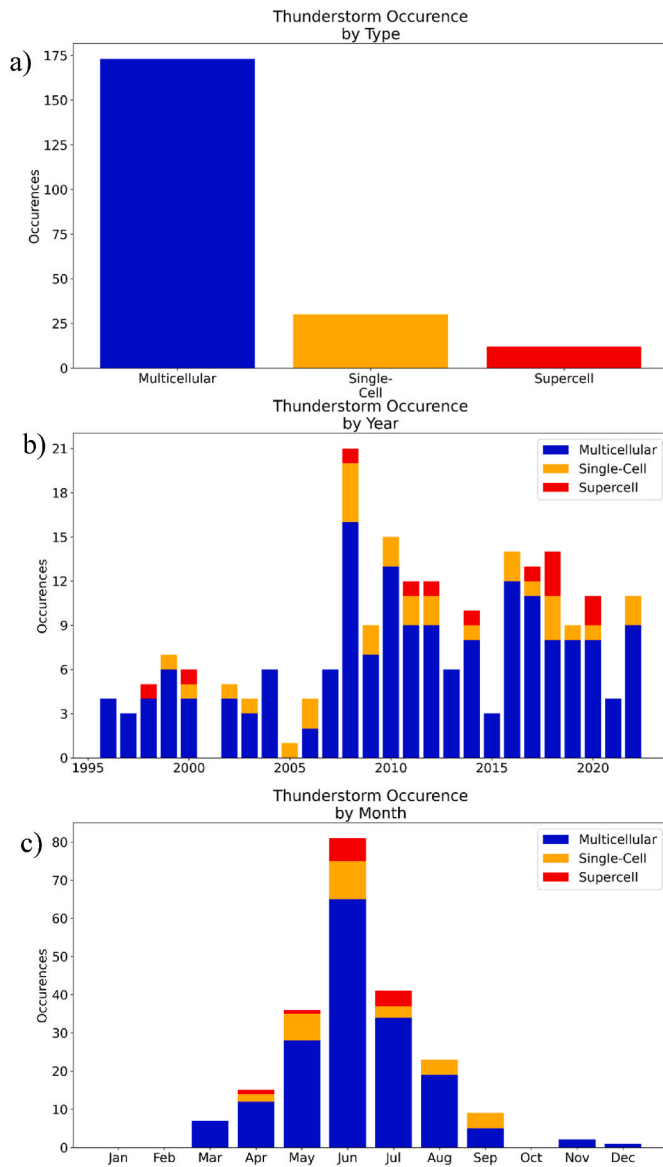 Thunderstorm Occurence
by Type
a)
175
150
125
100
75
50
25
0
Occurences
Multicellular
Single-
Cell
Supercell
Thunderstorm Occurence
by Year
b)
21
18
15
12
9
6
3
0
Occurences
Multicellular
Single-Cell
Supercell
1995 2000 2005 2010 2015 2020
Thunderstorm Occurence
by Month
c)
80
70
60
50
40
30
20
10
0
Occurences
Multicellular
Single-Cell
Supercell
Jan Feb Mar Apr May Jun Jul Aug Sep Oct Nov Dec